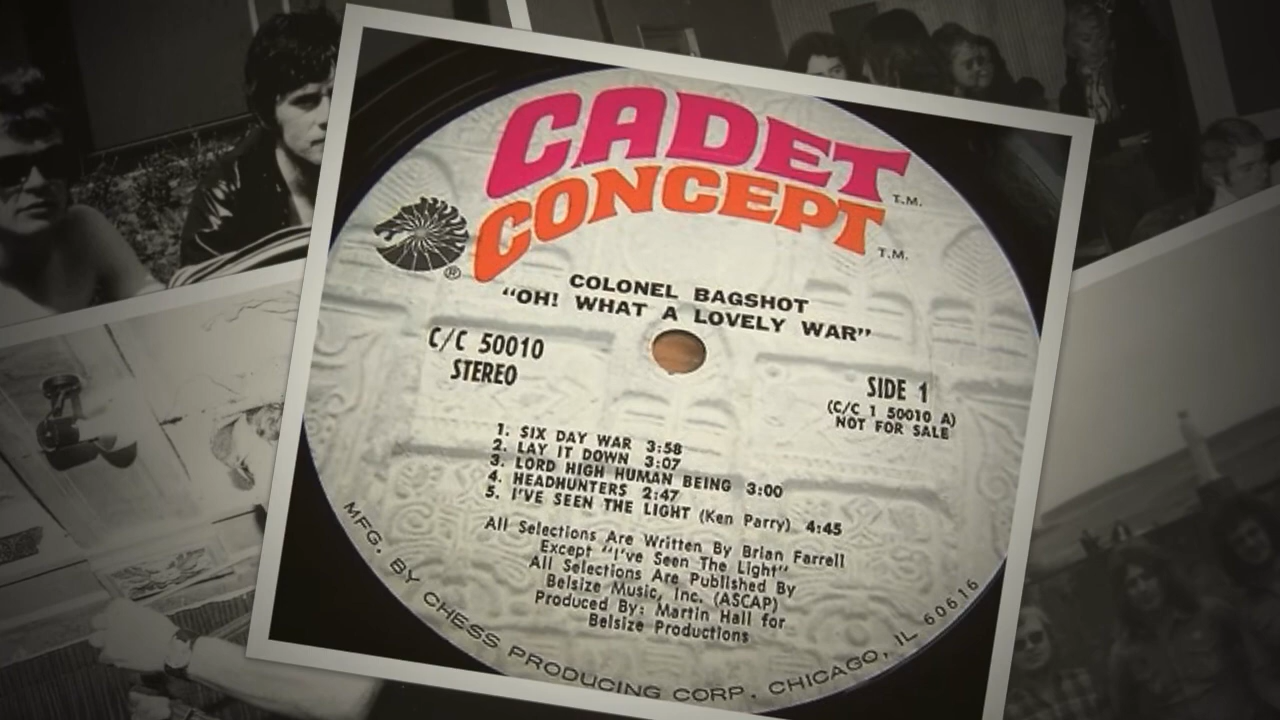 CADET
T.M.
CONCEPT
T.M.
®
COLONEL BAGSHOT
“OH! WHAT A LOVELY WAR”
C/C 50010
STEREO
SIDE 1
(C/C 1 50010 A)
NOT FOR SALE
1. SIX DAY WAR 3:58
2. LAY IT DOWN 3:07
3. LORD HIGH HUMAN BEING 3:00
4. HEADHUNTERS 2:47
5. I'VE SEEN THE LIGHT (Ken Parry) 4:45
All Selections Are Written By Brian Farrell
Except “I've Seen The Light”
All Selections Are Published By
Belsize Music, Inc. (ASCAP)
Produced By: Martin Hall for
Belsize Productions
MFG. BY CHESS PRODUCING CORP. CHICAGO, IL 60616